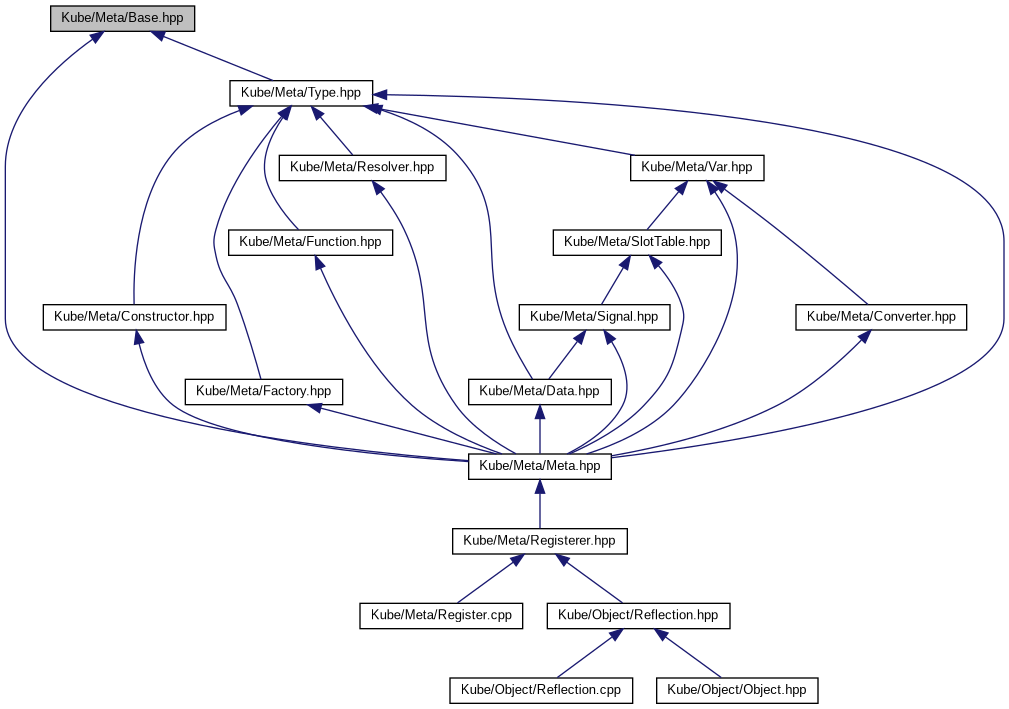 Kube/Meta/Base.hpp
Kube/Meta/Type.hpp
Kube/Meta/Resolver.hpp
Kube/Meta/Var.hpp
Kube/Meta/Function.hpp
Kube/Meta/SlotTable.hpp
Kube/Meta/Constructor.hpp
Kube/Meta/Signal.hpp
Kube/Meta/Converter.hpp
Kube/Meta/Factory.hpp
Kube/Meta/Data.hpp
Kube/Meta/Meta.hpp
Kube/Meta/Registerer.hpp
Kube/Meta/Register.cpp
Kube/Object/Reflection.hpp
Kube/Object/Reflection.cpp
Kube/Object/Object.hpp